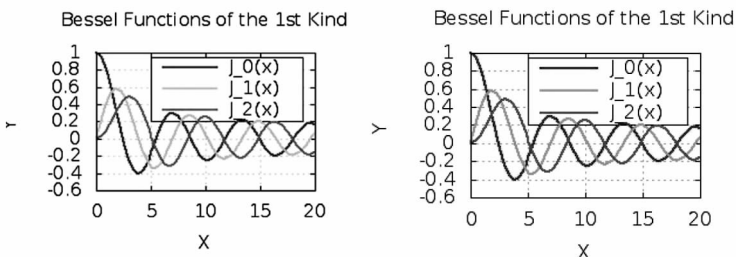 Bessel Functions of the 1st Kind
1
0.8
0.6
0.4
0.2
0
-0.2
-0.4
-0.6
Y
J_0(x)
J_1(x)
J_2(x)
0 5 10 15 20
X
Bessel Functions of the 1st Kind
1
0.8
0.6
0.4
0.2
0
-0.2
-0.4
-0.6
Y
J_0(x)
J_1(x)
J_2(x)
0 5 10 15 20
X